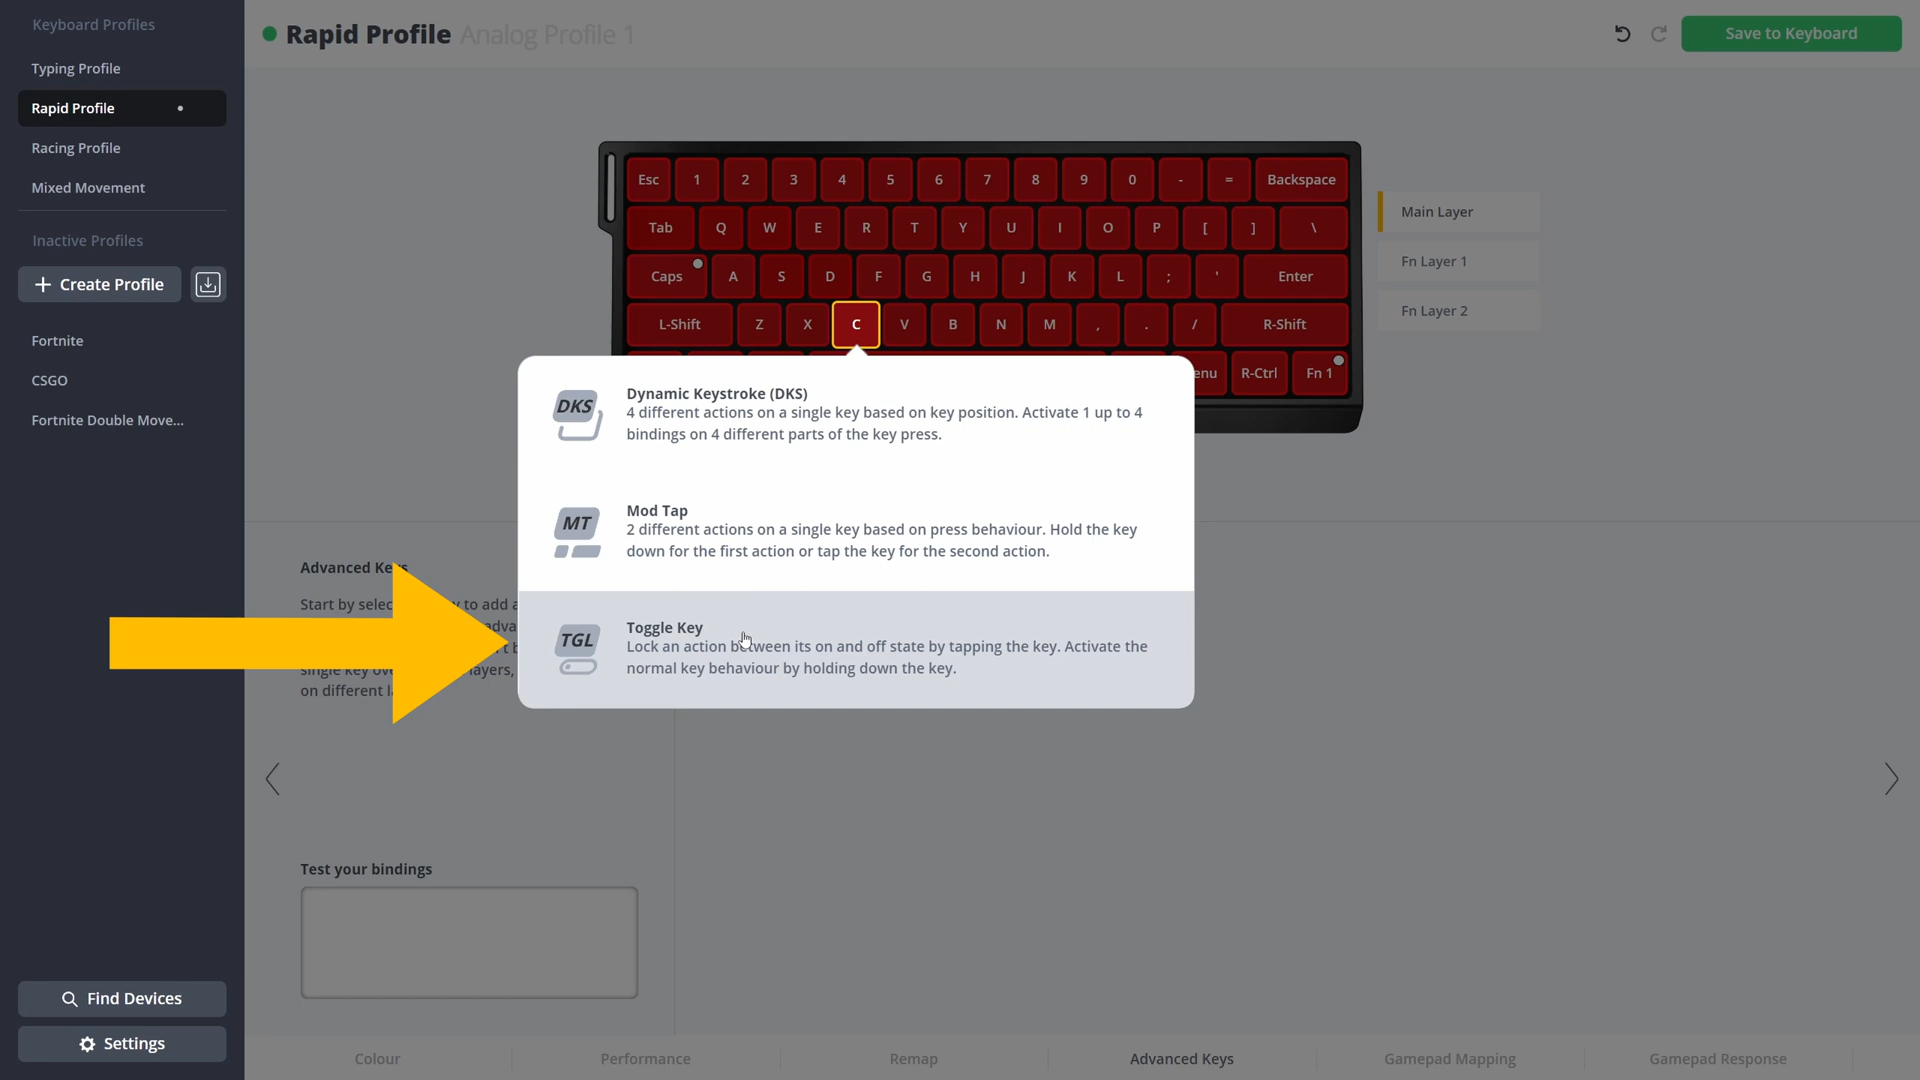 Keyboard Profiles
Typing Profile
Rapid Profile
Racing Profile
Mixed Movement
Inactive Profiles
Create Profile
Fortnite
CSGO
Fortnite Double Move...
Find Devices
Settings
Rapid Profile Analog Profile 1
Save to Keyboard
Esc 1 2 3 4 5 6 7 8 9 0 - = Backspace
Tab Q W E R T Y U I O P [ ] \
Caps A S D F G H J K L ; ' Enter
L-Shift Z X C V B N M , . / R-Shift
enu R-Ctrl Fn 1
Main Layer
Fn Layer 1
Fn Layer 2
DKS
Dynamic Keystroke (DKS)
4 different actions on a single key based on key position. Activate 1 up to 4
bindings on 4 different parts of the key press.
MT
Mod Tap
2 different actions on a single key based on press behaviour. Hold the key
down for the first action or tap the key for the second action.
TGL
Toggle Key
Lock an action between its on and off state by tapping the key. Activate the
normal key behaviour by holding down the key.
Advanced Keys
Start by selec y to add a
adva
single key ov layers,
on different l
Test your bindings
Colour
Performance
Remap
Advanced Keys
Gamepad Mapping
Gamepad Response